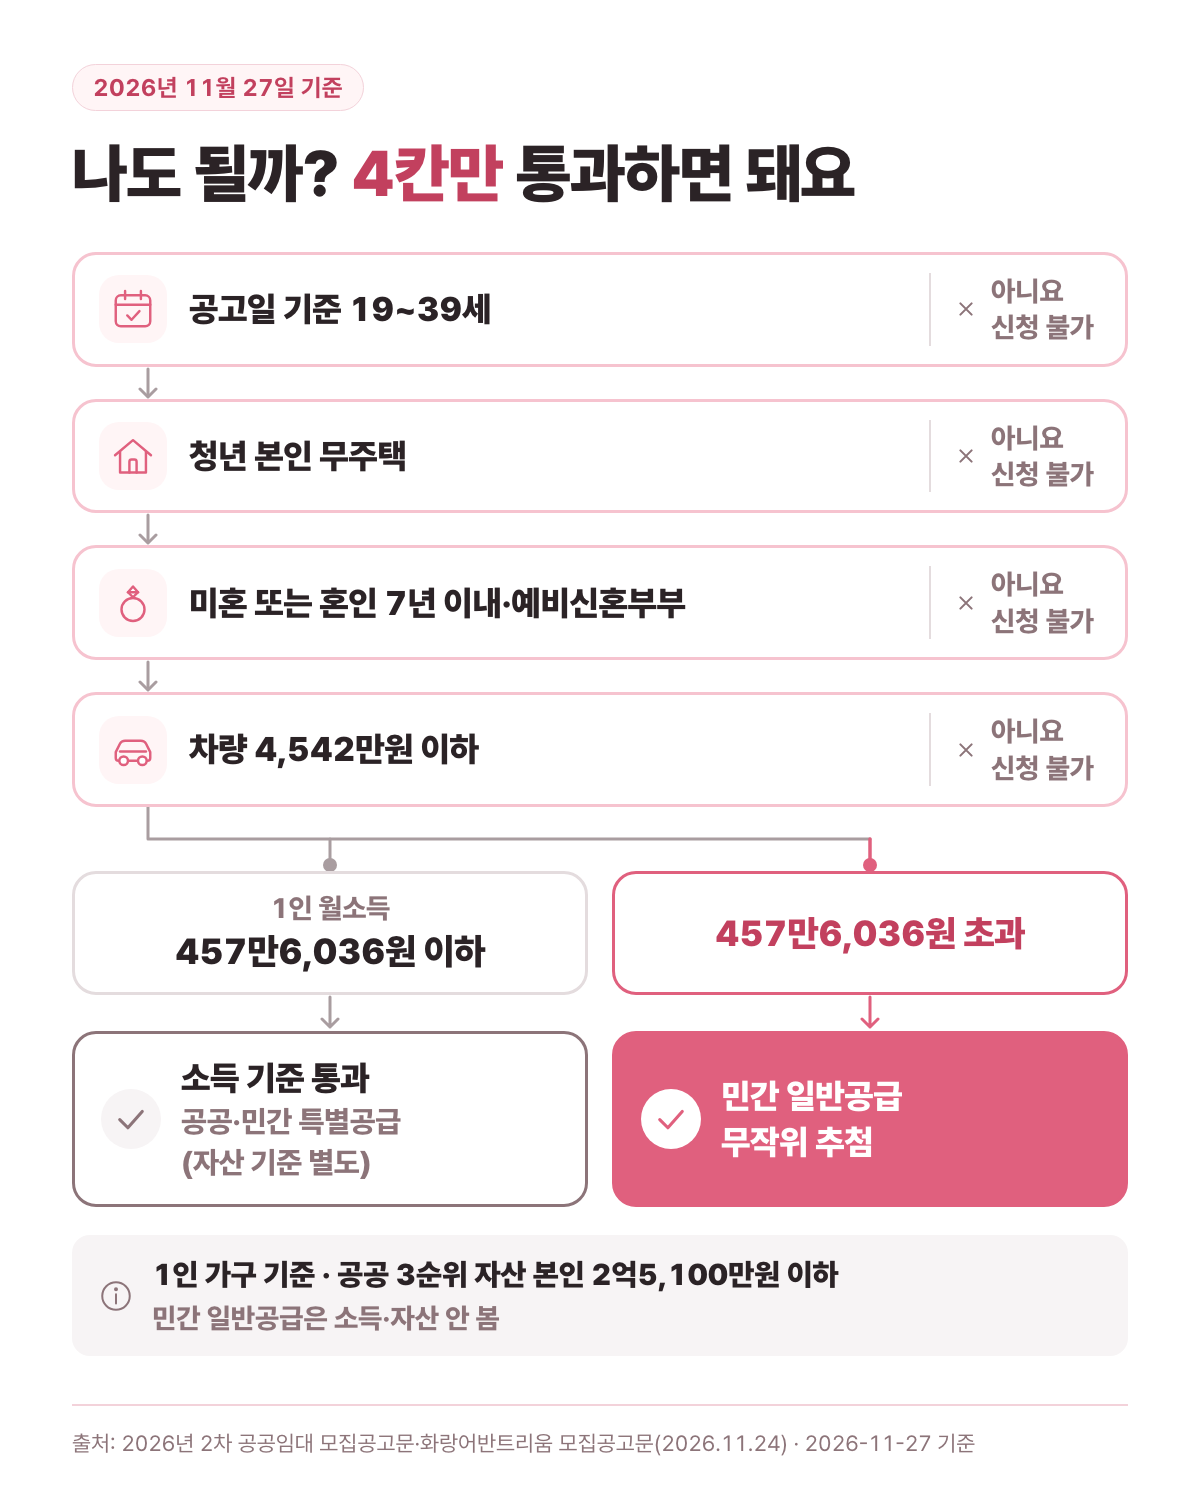 2026년 11월 27일 기준
나도 될까? 4칸만 통과하면 돼요
공고일 기준 19~39세
× 아니요
신청 불가
청년 본인 무주택
× 아니요
신청 불가
미혼 또는 혼인 7년 이내·예비신혼부부
× 아니요
신청 불가
차량 4,542만원 이하
× 아니요
신청 불가
1인 월소득
457만6,036원 이하
457만6,036원 초과
소득 기준 통과
공공·민간 특별공급
(자산 기준 별도)
민간 일반공급
무작위 추첨
1인 가구 기준 · 공공 3순위 자산 본인 2억5,100만원 이하
민간 일반공급은 소득·자산 안 봄
출처: 2026년 2차 공공임대 모집공고문·화랑어반트리움 모집공고문(2026.11.24) · 2026-11-27 기준